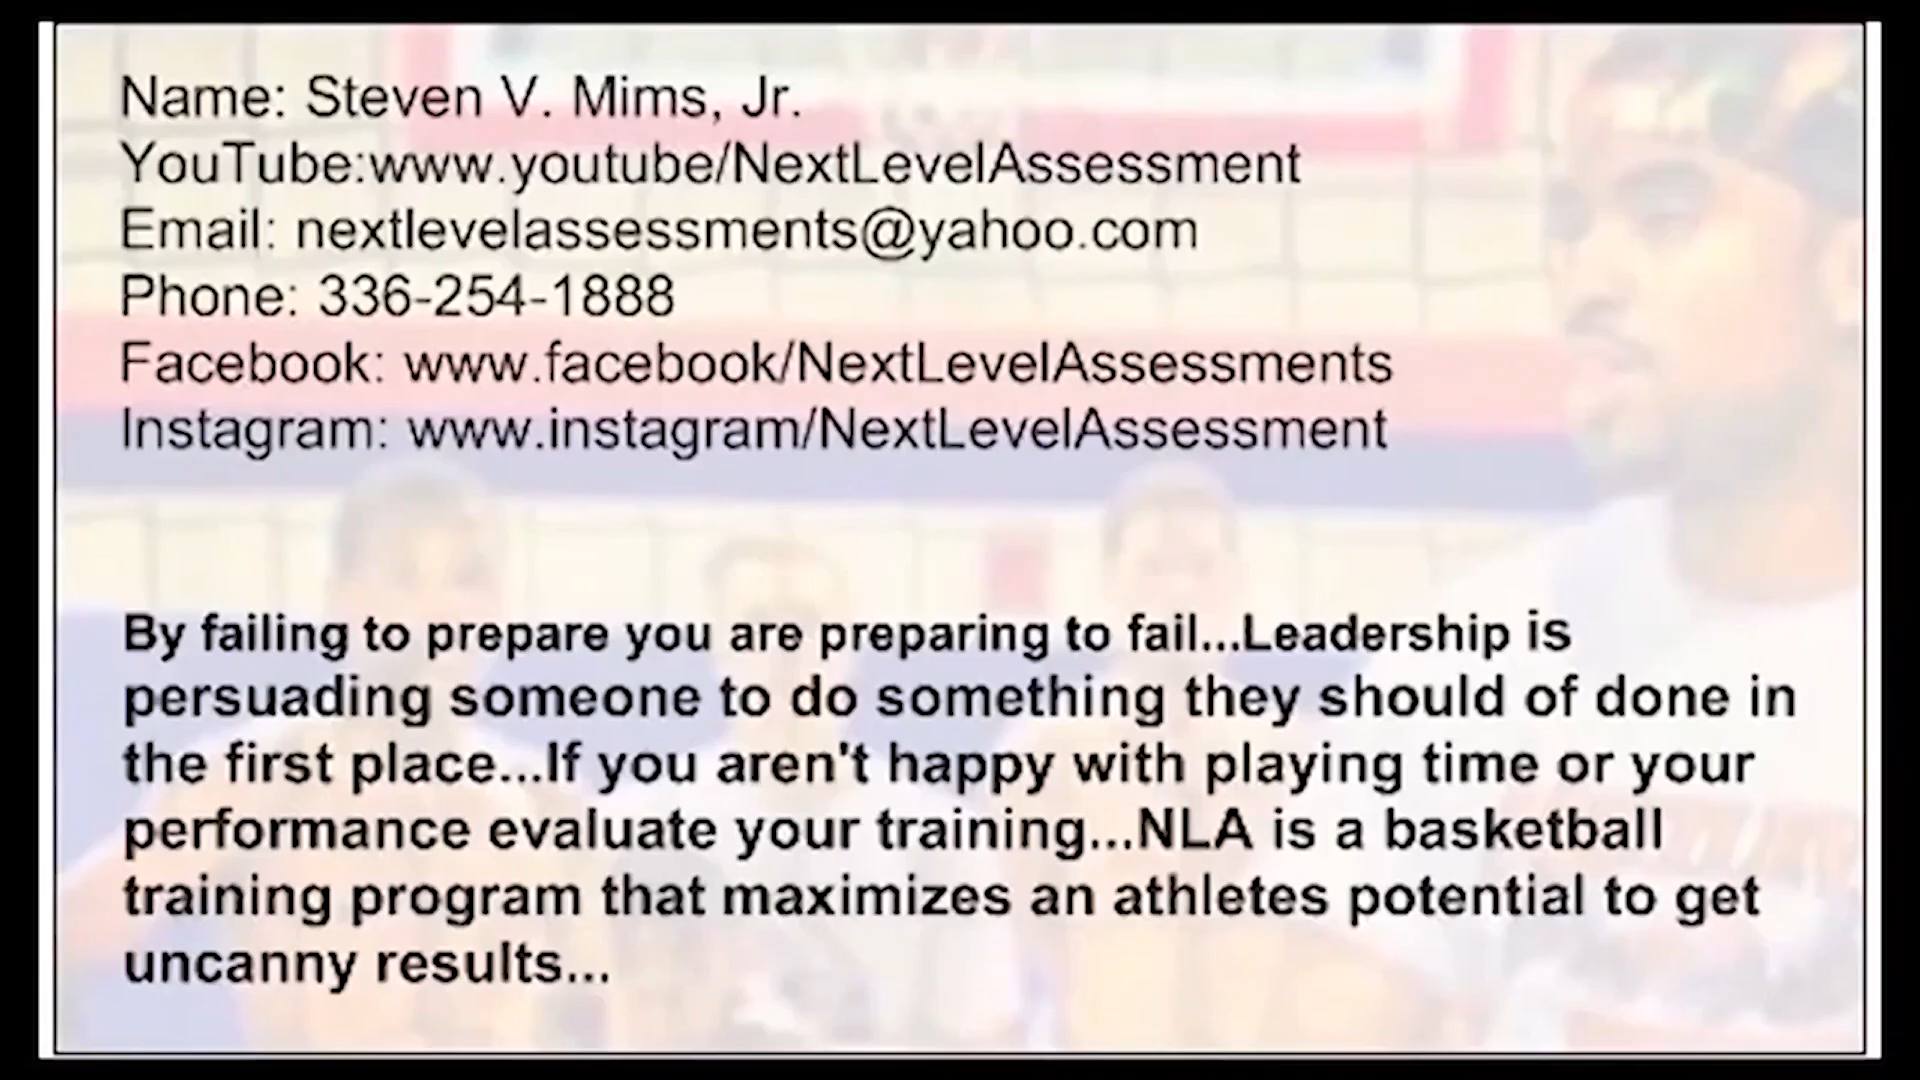 Name: Steven V. Mims, Jr.
YouTube:www.youtube/NextLevelAssessment
Email: nextlevelassessments@yahoo.com
Phone: 336-254-1888
Facebook: www.facebook/NextLevelAssessments
Instagram: www.instagram/NextLevelAssessment
By failing to prepare you are preparing to fail...Leadership is
persuading someone to do something they should of done in
the first place...If you aren't happy with playing time or your
performance evaluate your training...NLA is a basketball
training program that maximizes an athletes potential to get
uncanny results...